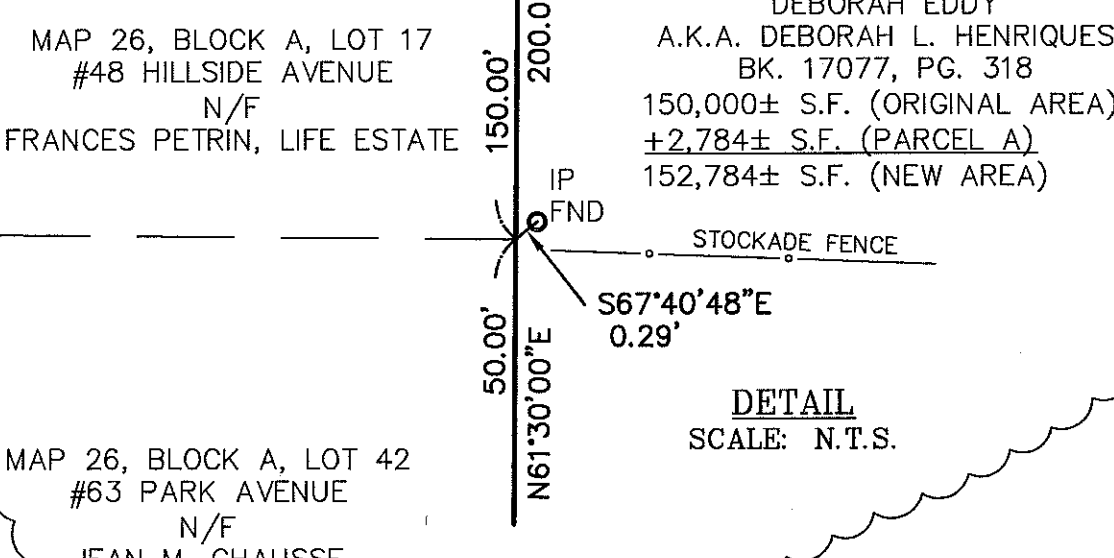 MAP 26, BLOCK A, LOT 17
#48 HILLSIDE AVENUE
N/F
FRANCES PETRIN, LIFE ESTATE
150.00'
200.0
DEBORAH EDDY
A.K.A. DEBORAH L. HENRIQUES
BK. 17077, PG. 318
150,000± S.F. (ORIGINAL AREA)
+2,784± S.F. (PARCEL A)
152,784± S.F. (NEW AREA)
IP
FND
STOCKADE FENCE
S67°40'48"E
0.29'
50.00'
N61°30'00"E
DETAIL
SCALE: N.T.S.
MAP 26, BLOCK A, LOT 42
#63 PARK AVENUE
N/F
JEAN M. CHAUSSE